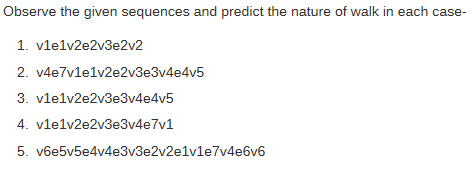 Observe the given sequences and predict the nature of walk in each case-
1. v1e1v2e2v3e2v2
2. v4e7v1e1v2e2v3e3v4e4v5
3. v1e1v2e2v3e3v4e4v5
4. v1e1v2e2v3e3v4e7v1
5. v6e5v5e4v4e3v3e2v2e1v1e7v4e6v6